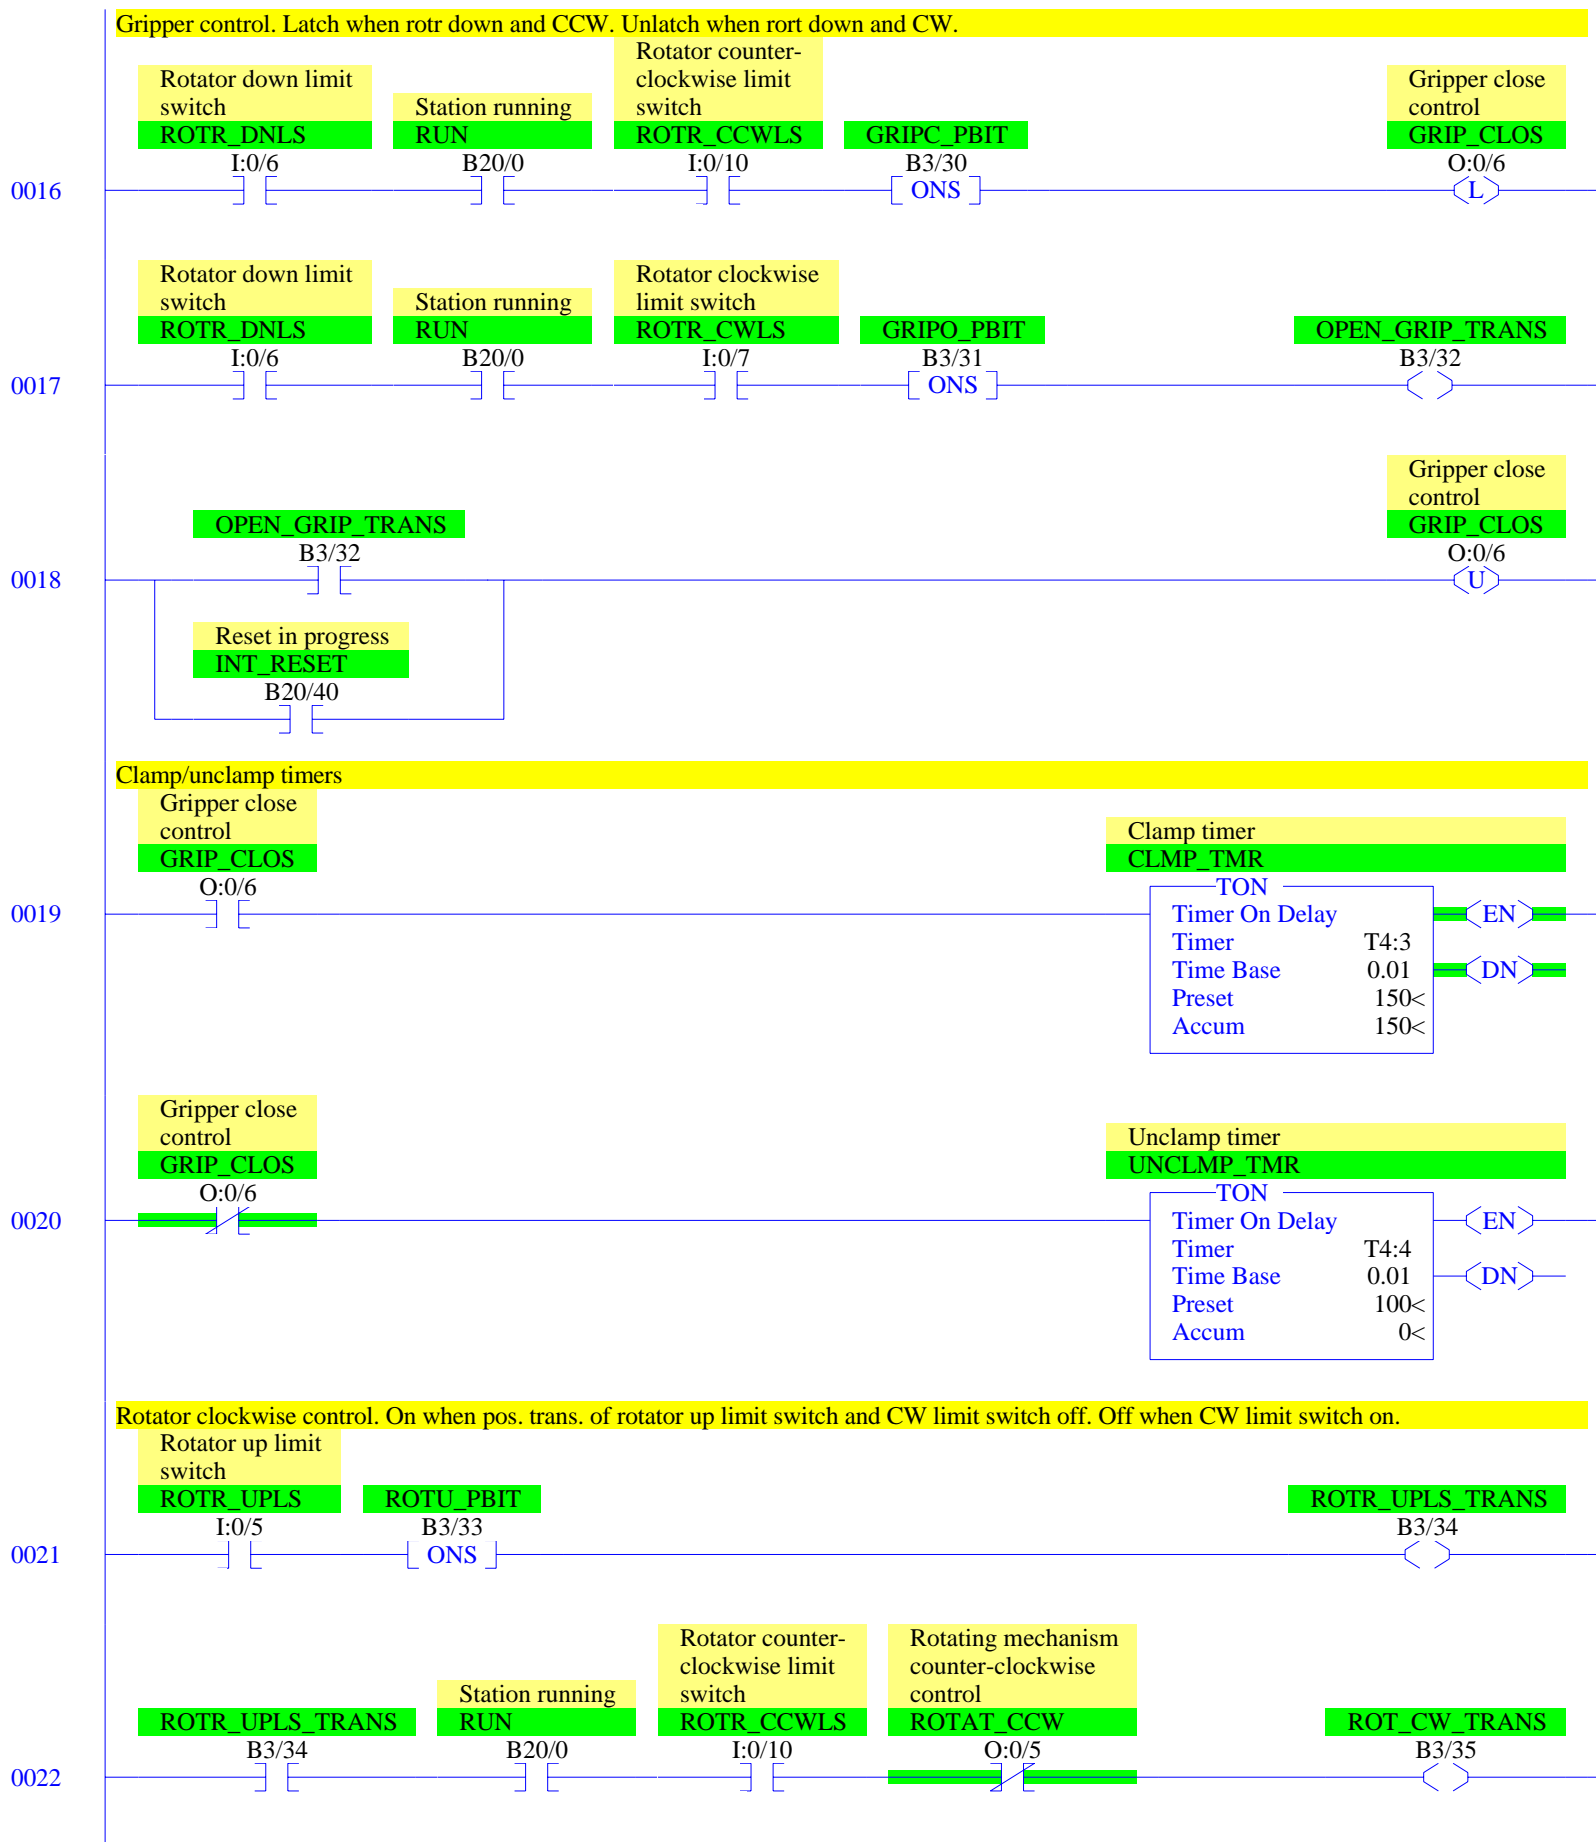 Gripper control. Latch when rotr down and CCW. Unlatch when rort down and CW.
Rotator down limit
switch
ROTR_DNLS
I:0/6
Station running
RUN
B20/0
Rotator counter-
clockwise limit
switch
ROTR_CCWLS
I:0/10
GRIPC_PBIT
B3/30
ONS
Gripper close
control
GRIP_CLOS
O:0/6
L
0016
Rotator down limit
switch
ROTR_DNLS
I:0/6
Station running
RUN
B20/0
Rotator clockwise
limit switch
ROTR_CWLS
I:0/7
GRIPO_PBIT
B3/31
ONS
OPEN_GRIP_TRANS
B3/32
0017
OPEN_GRIP_TRANS
B3/32
Gripper close
control
GRIP_CLOS
O:0/6
U
0018
Reset in progress
INT_RESET
B20/40
Clamp/unclamp timers
Gripper close
control
GRIP_CLOS
O:0/6
0019
Clamp timer
CLMP_TMR
TON
Timer On Delay
Timer T4:3
Time Base 0.01
Preset 150<
Accum 150<
EN
DN
Gripper close
control
GRIP_CLOS
O:0/6
0020
Unclamp timer
UNCLMP_TMR
TON
Timer On Delay
Timer T4:4
Time Base 0.01
Preset 100<
Accum 0<
EN
DN
Rotator clockwise control. On when pos. trans. of rotator up limit switch and CW limit switch off. Off when CW limit switch on.
Rotator up limit
switch
ROTR_UPLS
I:0/5
ROTU_PBIT
B3/33
ONS
ROTR_UPLS_TRANS
B3/34
0021
ROTR_UPLS_TRANS
B3/34
Station running
RUN
B20/0
Rotator counter-
clockwise limit
switch
ROTR_CCWLS
I:0/10
Rotating mechanism
counter-clockwise
control
ROTAT_CCW
O:0/5
ROT_CW_TRANS
B3/35
0022